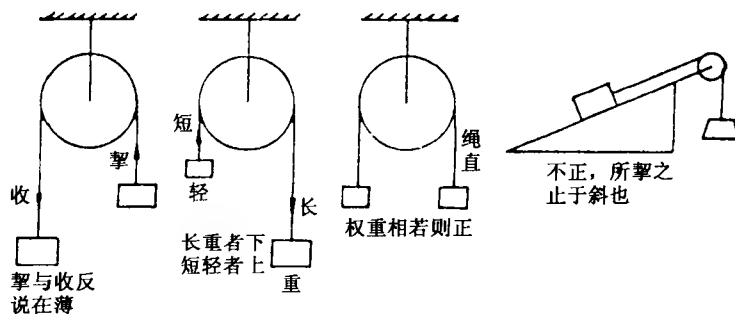 收
挈
挈与收反
说在薄
短
轻
长
长重者下
短轻者上
重
绳直
权重相若则正
不正，所挈之
止于斜也